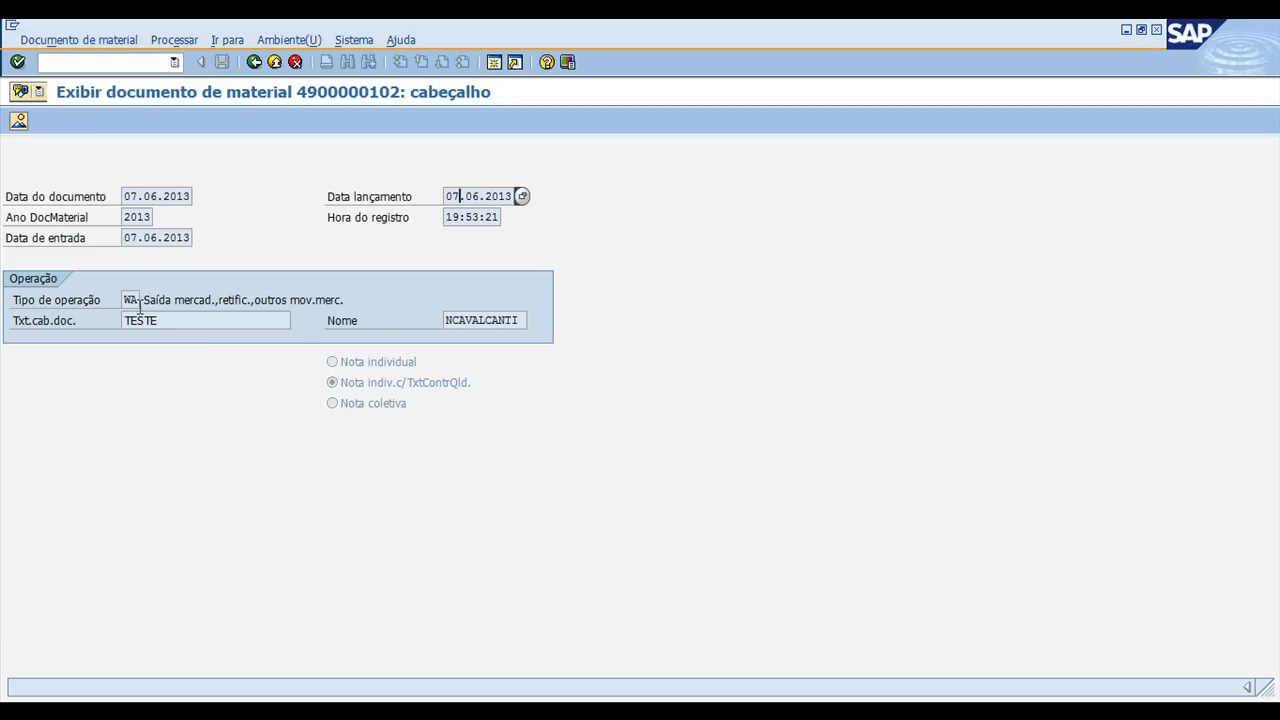 Documento de material Processar Ir para Ambiente(U) Sistema Ajuda
SAP
Exibir documento de material 4900000102: cabeçalho
Data do documento 07.06.2013 Data lançamento 07.06.2013
Ano DocMaterial 2013 Hora do registro 19:53:21
Data de entrada 07.06.2013
Operação
Tipo de operação WA Saída mercad.,retific.,outros mov.merc.
Txt.cab.doc. TESTE Nome NCAVALCANTI
Nota individual
Nota indiv.c/TxtContrQld.
Nota coletiva